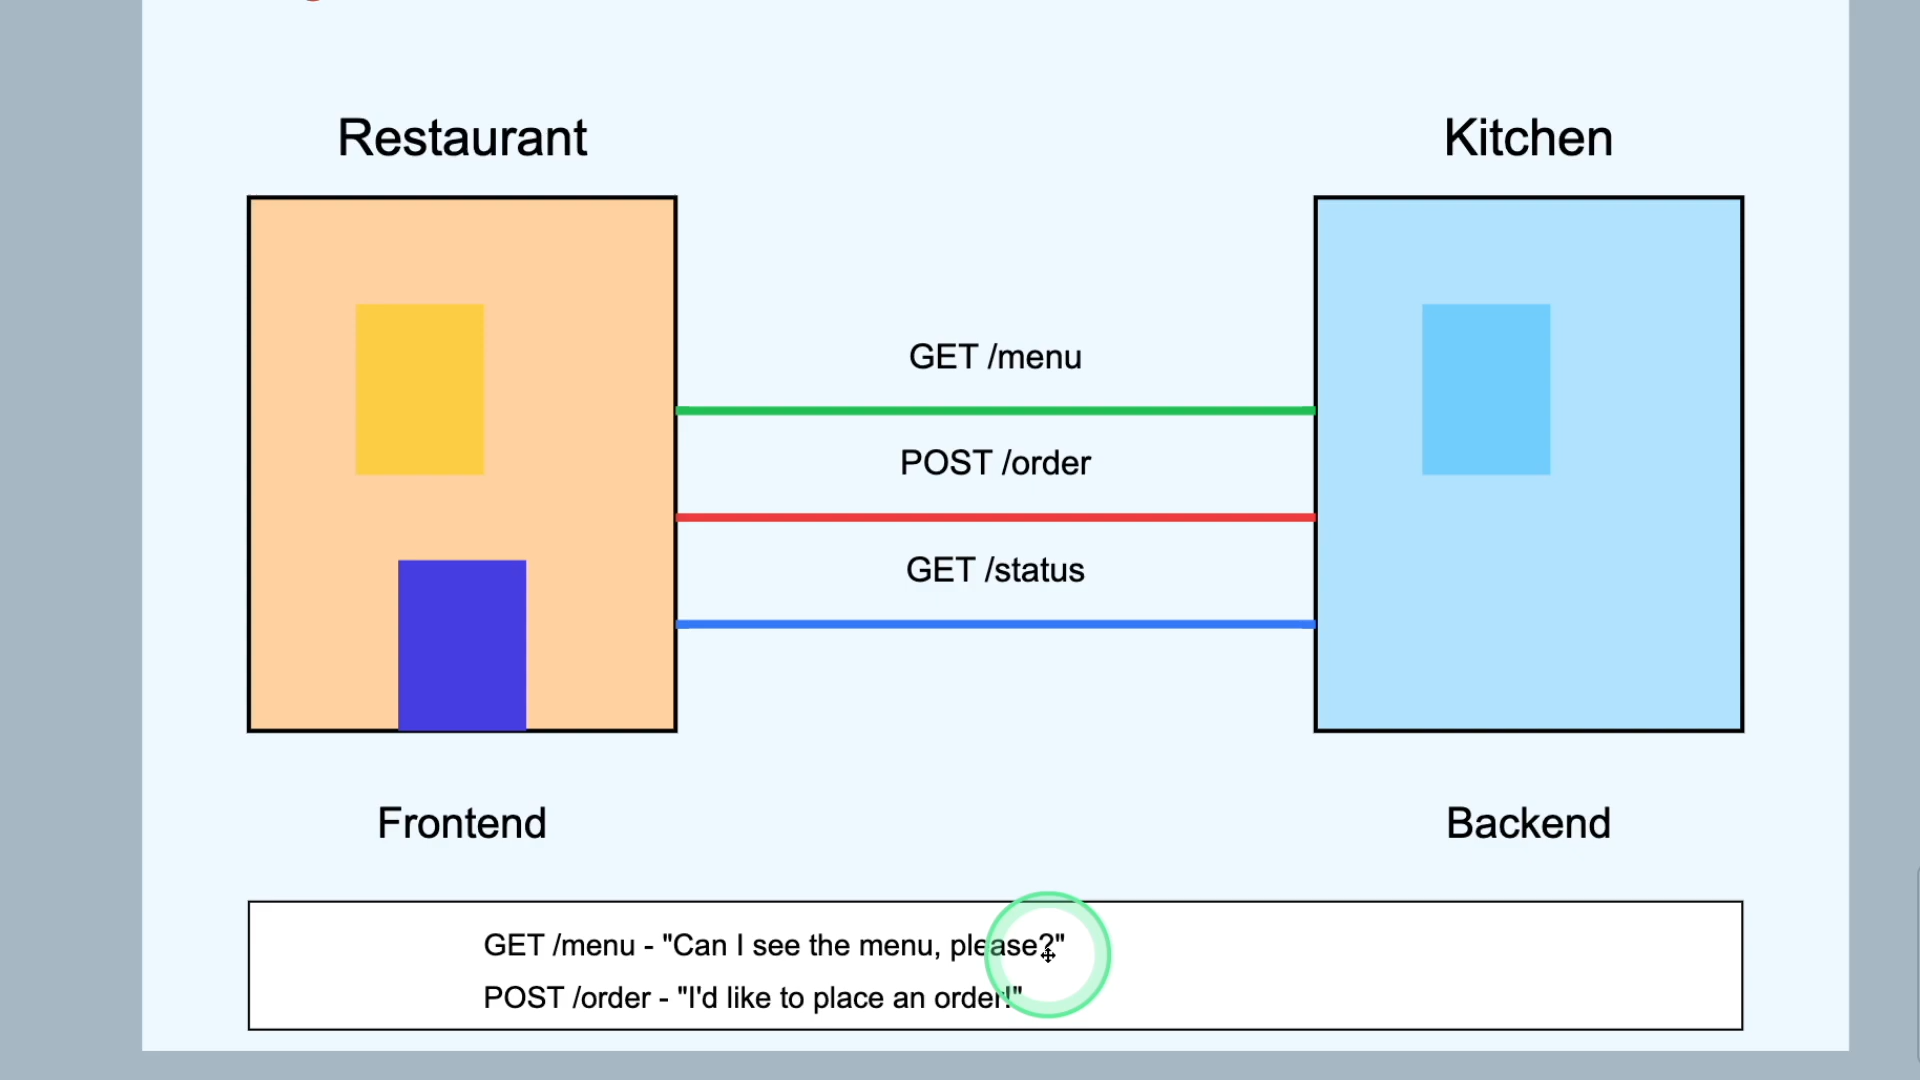 Restaurant
Kitchen
GET /menu
POST /order
GET /status
Frontend
Backend
GET /menu - "Can I see the menu, please?"
POST /order - "I'd like to place an order!"